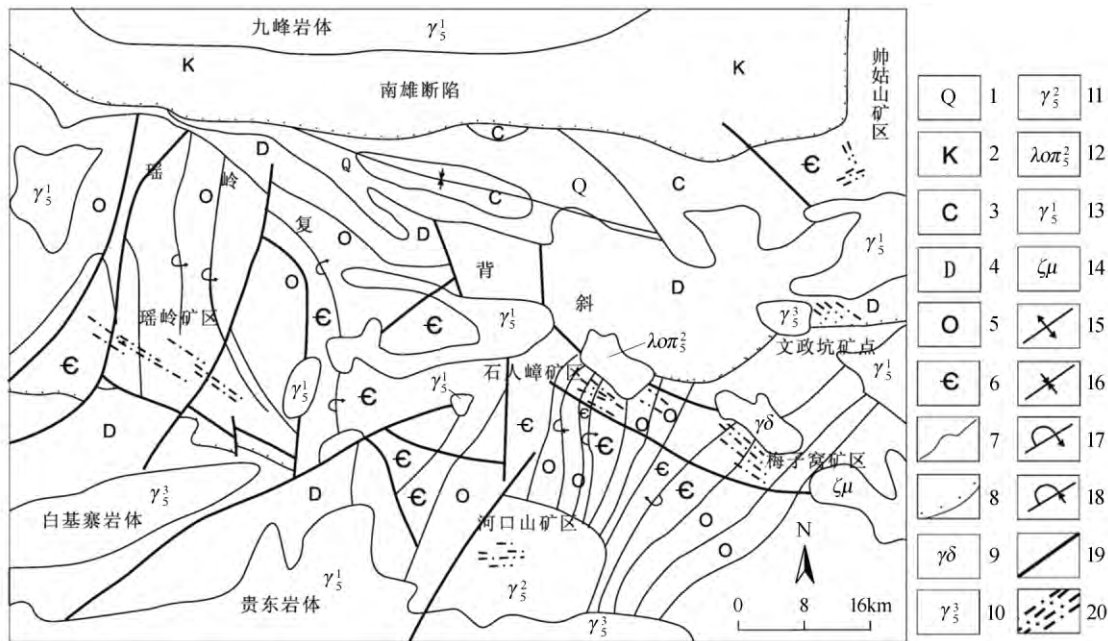 九峰岩体
γ₅¹
K
K
南雄断陷
帅姑山矿区
C
D
Q
Є
瑶
岭
γ₅¹
O
O
C
Q
C
复
O
D
γ₅¹
背
O
Є
D
斜
γ₅¹
γ₅³
D
Є
瑶岭矿区
λοπ₅²
文政坑矿点
Є
石人嶂矿区
γ₅¹
γ₅¹
γ₅¹
Є
Є
O
γδ
D
Є
Є
梅子窝矿区
Є
O
O
Є
ζμ
γ₅³
D
O
O
白基寨岩体
河口山矿区
O
N
γ₅¹
γ₅²
贵东岩体
γ₅³
0 8 16km
Q 1
K 2
C 3
D 4
O 5
Є 6
7
8
γδ 9
γ₅³ 10
γ₅² 11
λοπ₅² 12
γ₅¹ 13
ζμ 14
15
16
17
18
19
20